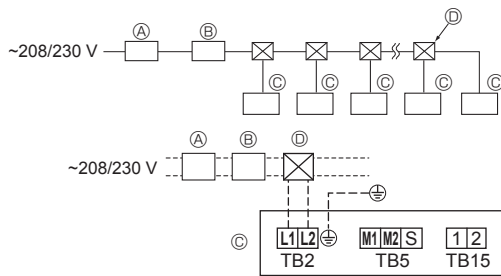 Ⓐ Ⓑ Ⓓ
~208/230 V
Ⓒ Ⓒ Ⓒ Ⓒ Ⓒ
Ⓐ Ⓑ Ⓓ
~208/230 V
Ⓒ L1 L2 M1 M2 S 1 2
TB2 TB5 TB15